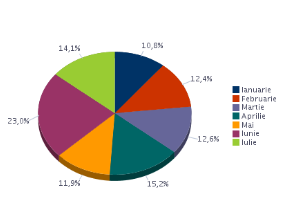 14,1%
10,8%
12,4%
23,0%
12,6%
11,9%
15,2%
Ianuarie
Februarie
Martie
Aprilie
Mai
Iunie
Iulie